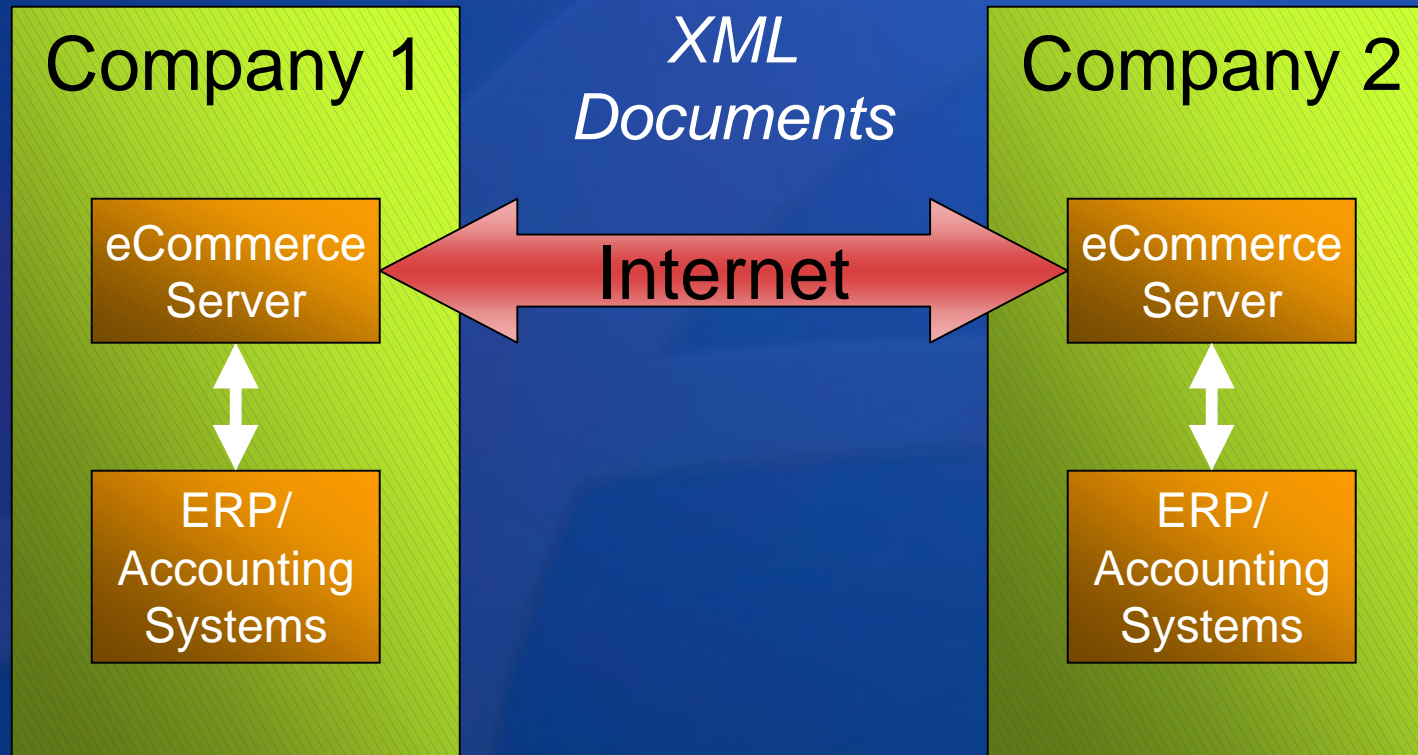 Company 1
XML
Documents
Company 2
eCommerce
Server
Internet
eCommerce
Server
ERP/
Accounting
Systems
ERP/
Accounting
Systems